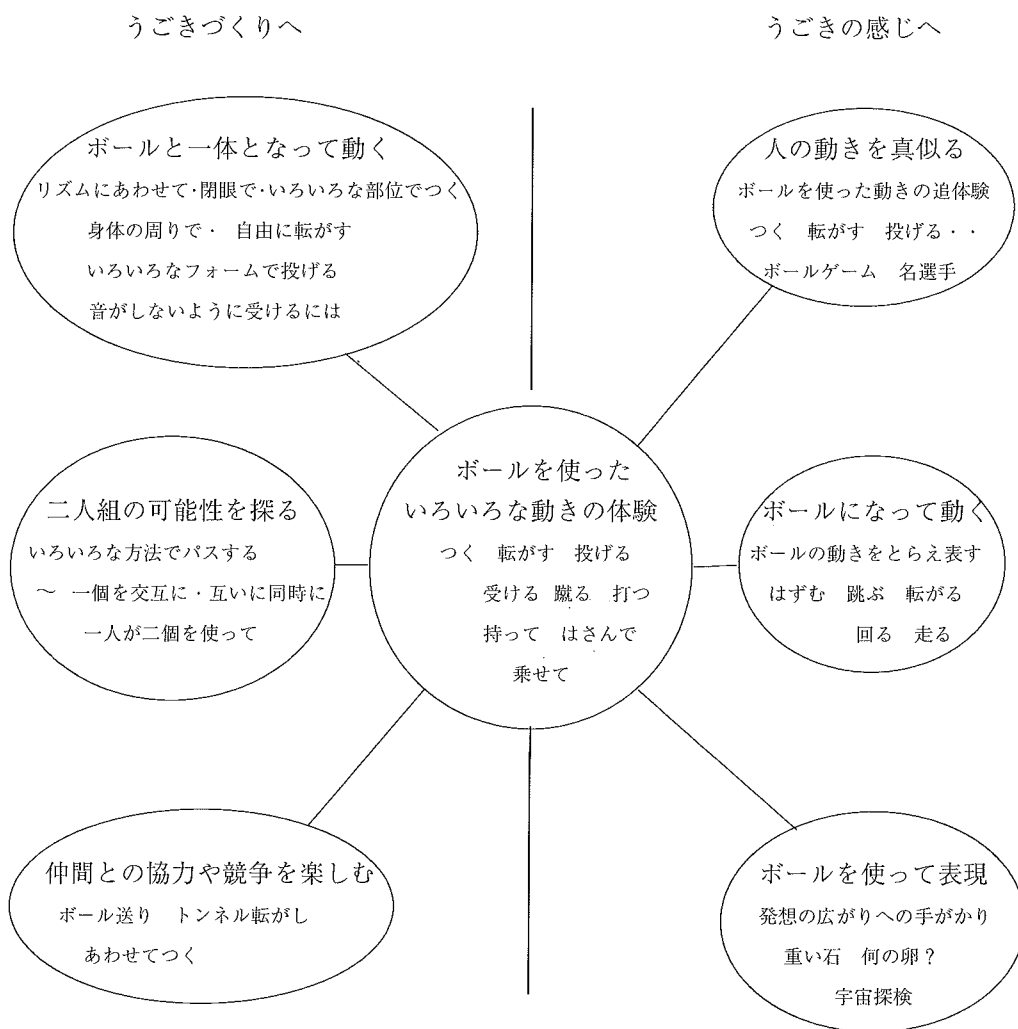 うごきづくりへ
うごきの感じへ
ボールと一体となって動く
リズムにあわせて・閉眼で・いろいろな部位でつく
身体の周りで・ 自由に転がす
いろいろなフォームで投げる
音がしないように受けるには
人の動きを真似る
ボールを使った動きの追体験
つく 転がす 投げる・・
ボールゲーム 名選手
二人組の可能性を探る
いろいろな方法でパスする
～ 一個を交互に・互いに同時に
一人が二個を使って
ボールを使った
いろいろな動きの体験
つく 転がす 投げる
受ける 蹴る 打つ
持って はさんで
乗せて
ボールになって動く
ボールの動きをとらえ表す
はずむ 跳ぶ 転がる
回る 走る
仲間との協力や競争を楽しむ
ボール送り トンネル転がし
あわせてつく
ボールを使って表現
発想の広がりへの手がかり
重い石 何の卵？
宇宙探検